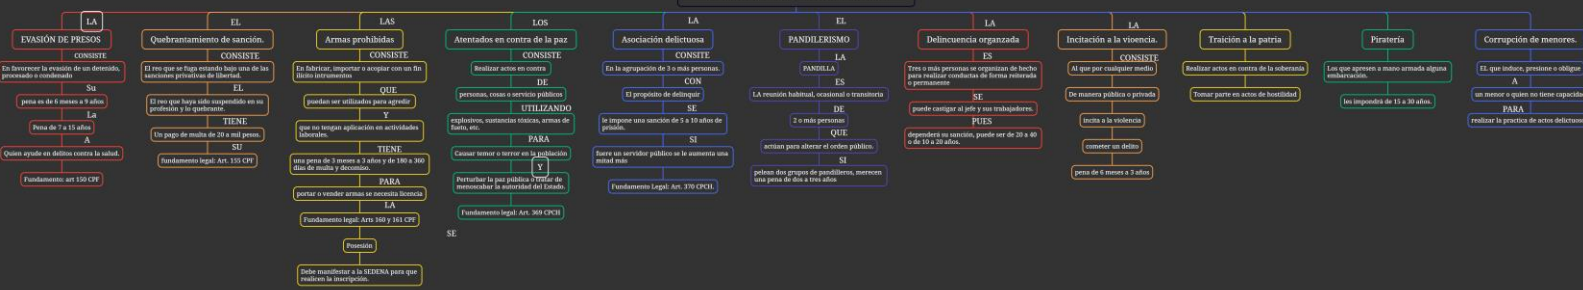 LA
EVASIÓN DE PRESOS
CONSISTE
En favorecer la evasión de un detenido,
procesado o condenado
Su
pena es de 6 meses a 9 años
La
Pena de 7 a 15 años
A
Quien ayude en delitos contra la salud.
Fundamento: art 150 CPF
EL
Quebrantamiento de sanción.
CONSISTE
El reo que se fuga estando bajo una de las
sanciones privativas de libertad.
EL
El reo que haya sido suspendido en su
profesión y lo quebrante.
TIENE
Un pago de multa de 20 a mil pesos.
SU
fundamento legal: Art. 155 CPF
LAS
Armas prohibidas
CONSISTE
En fabricar, importar o acopiar con un fin
ilícito intrumentos
QUE
puedan ser utilizados para agredir
Y
que no tengan aplicación en actividades
laborales.
TIENE
una pena de 3 meses a 3 años y de 180 a 360
días de multa y decomiso.
PARA
portar o vender armas se necesita licencia
LA
Fundamento legal: Arts 160 y 161 CPF
Posesión
Debe manifestar a la SEDENA para que
realicen la inscripción.
LOS
Atentados en contra de la paz
CONSISTE
Realizar actos en contra
DE
personas, cosas o servicio públicos
UTILIZANDO
explosivos, sustancias tóxicas, armas de
fueto, etc.
PARA
Causar temor o terror en la población
Y
Perturbar la paz pública o tratar de
menoscabar la autoridad del Estado.
Fundamento legal: Art. 369 CPCH
SE
LA
Asociación delictuosa
CONSITE
En la agrupación de 3 o más personas.
CON
El propósito de delinquir
SE
le impone una sanción de 5 a 10 años de
prisión.
SI
fuere un servidor público se le aumenta una
mitad más
Fundamento Legal: Art. 370 CPCH.
EL
PANDILERISMO
LA
PANDILLA
ES
LA reunión habitual, ocasional o transitoria
DE
2 o más personas
QUE
actúan para alterar el orden público.
SI
pelean dos grupos de pandilleros, merecen
una pena de dos a tres años
LA
Delincuencia organzada
ES
Tres o más personas se organizan de hecho
para realizar conductas de forma reiterada
o permanente
SE
puede castigar al jefe y sus trabajadores.
PUES
dependerá su sanción, puede ser de 20 a 40
o de 10 a 20 años.
LA
Incitación a la vioencia.
CONSISTE
Al que por cualquier medio
De manera pública o privada
incita a la violencia
cometer un delito
pena de 6 meses a 3 años
Traición a la patria
Realizar actos en contra de la soberanía
Tomar parte en actos de hostilidad
Piratería
Los que apresen a mano armada alguna
embarcación.
les impondrá de 15 a 30 años.
Corrupción de menores.
EL que induce, presione o obligue
A
un menor o quien no tiene capacida
PARA
realizar la practica de actos delictuoso